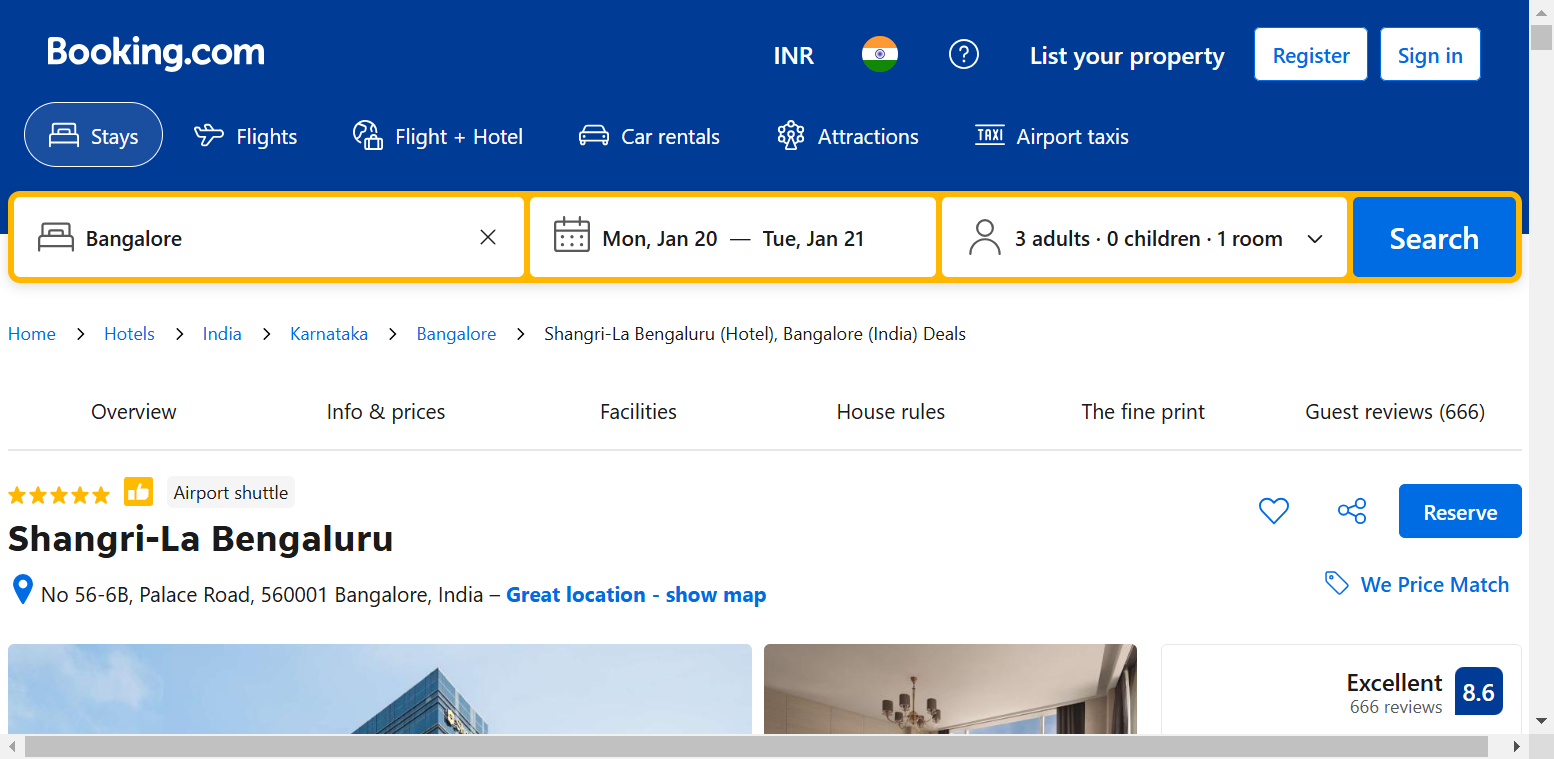 Booking.com
INR
List your property
Register
Sign in
Stays
Flights
Flight + Hotel
Car rentals
TAXI
Airport taxis
Attractions
Bangalore
Mon, Jan 20 — Tue, Jan 21
3 adults · 0 children · 1 room
Search
Home
Hotels
India
Karnataka
Bangalore
Shangri-La Bengaluru (Hotel), Bangalore (India) Deals
Overview
Info & prices
Facilities
House rules
The fine print
Guest reviews (666)
Airport shuttle
Shangri-La Bengaluru
Reserve
No 56-6B, Palace Road, 560001 Bangalore, India – Great location - show map
We Price Match
Excellent
666 reviews
8.6